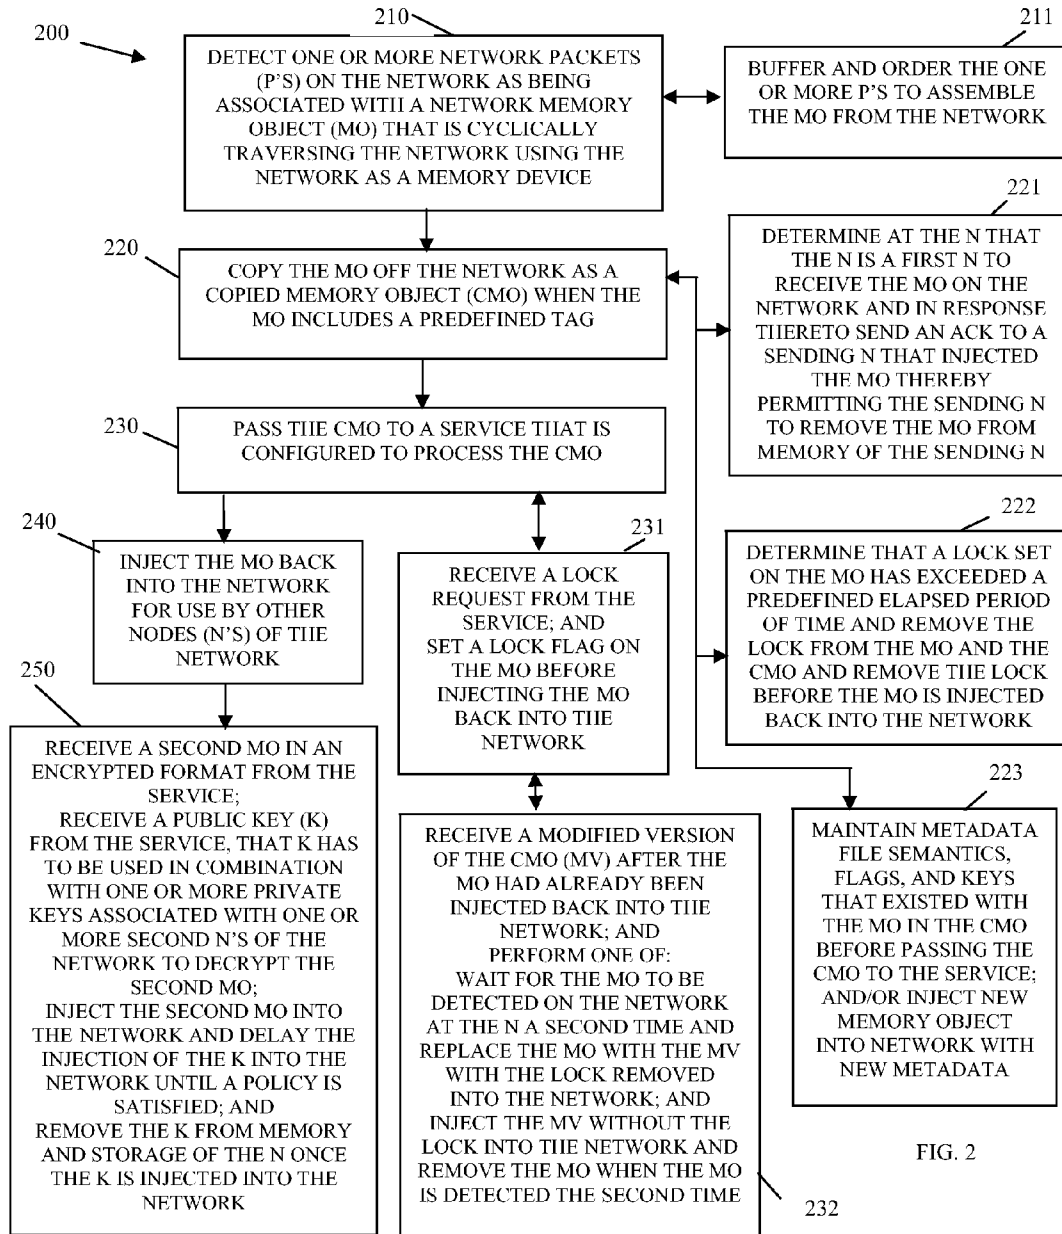 200
210
DETECT ONE OR MORE NETWORK PACKETS
(P'S) ON THE NETWORK AS BEING
ASSOCIATED WITH A NETWORK MEMORY
OBJECT (MO) THAT IS CYCLICALLY
TRAVERSING THE NETWORK USING THE
NETWORK AS A MEMORY DEVICE
211
BUFFER AND ORDER THE ONE
OR MORE P'S TO ASSEMBLE
THE MO FROM THE NETWORK
220
COPY THE MO OFF THE NETWORK AS A
COPIED MEMORY OBJECT (CMO) WHEN THE
MO INCLUDES A PREDEFINED TAG
221
DETERMINE AT THE N THAT
THE N IS A FIRST N TO
RECEIVE THE MO ON THE
NETWORK AND IN RESPONSE
THERETO SEND AN ACK TO A
SENDING N THAT INJECTED
THE MO THEREBY
PERMITTING THE SENDING N
TO REMOVE THE MO FROM
MEMORY OF THE SENDING N
230
PASS THE CMO TO A SERVICE THAT IS
CONFIGURED TO PROCESS THE CMO
222
DETERMINE THAT A LOCK SET
ON THE MO HAS EXCEEDED A
PREDEFINED ELAPSED PERIOD
OF TIME AND REMOVE THE
LOCK FROM THE MO AND THE
CMO AND REMOVE THE LOCK
BEFORE THE MO IS INJECTED
BACK INTO THE NETWORK
240
INJECT THE MO BACK
INTO THE NETWORK
FOR USE BY OTHER
NODES (N'S) OF THE
NETWORK
231
RECEIVE A LOCK
REQUEST FROM THE
SERVICE; AND
SET A LOCK FLAG ON
THE MO BEFORE
INJECTING THE MO
BACK INTO THE
NETWORK
250
RECEIVE A SECOND MO IN AN
ENCRYPTED FORMAT FROM THE
SERVICE;
RECEIVE A PUBLIC KEY (K)
FROM THE SERVICE, THAT K HAS
TO BE USED IN COMBINATION
WITH ONE OR MORE PRIVATE
KEYS ASSOCIATED WITH ONE OR
MORE SECOND N'S OF THE
NETWORK TO DECRYPT THE
SECOND MO;
INJECT THE SECOND MO INTO
THE NETWORK AND DELAY THE
INJECTION OF THE K INTO THE
NETWORK UNTIL A POLICY IS
SATISFIED; AND
REMOVE THE K FROM MEMORY
AND STORAGE OF THE N ONCE
THE K IS INJECTED INTO THE
NETWORK
RECEIVE A MODIFIED VERSION
OF THE CMO (MV) AFTER THE
MO HAD ALREADY BEEN
INJECTED BACK INTO THE
NETWORK; AND
PERFORM ONE OF:
WAIT FOR THE MO TO BE
DETECTED ON THE NETWORK
AT THE N A SECOND TIME AND
REPLACE THE MO WITH THE MV
WITH THE LOCK REMOVED
INTO THE NETWORK; AND
INJECT THE MV WITHOUT THE
LOCK INTO THE NETWORK AND
REMOVE THE MO WHEN THE MO
IS DETECTED THE SECOND TIME
232
223
MAINTAIN METADATA
FILE SEMANTICS,
FLAGS, AND KEYS
THAT EXISTED WITH
THE MO IN THE CMO
BEFORE PASSING THE
CMO TO THE SERVICE;
AND/OR INJECT NEW
MEMORY OBJECT
INTO NETWORK WITH
NEW METADATA
FIG. 2